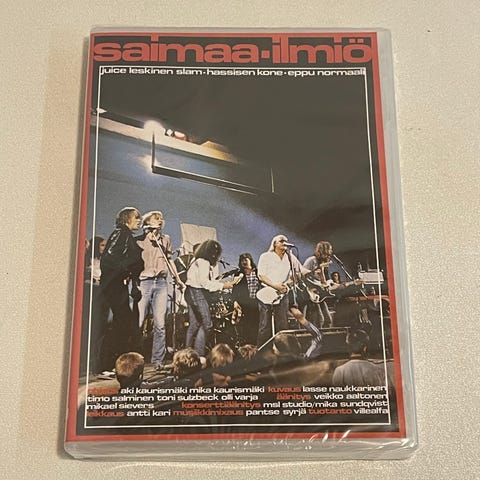 saimaa-ilmiö
juice leskinen slam·hassisen kone·eppu normaali
aki kaurismäki mika kaurismäki kuvaus lasse naukkarinen
timo salminen toni sulzbeck olli varja äänitys veikko aaltonen
mikael sievers konserttiäänitys msl studio/mika sundqvist
leikkaus antti kari musiikkimixaus pantse syrjä tuotanto villealfa